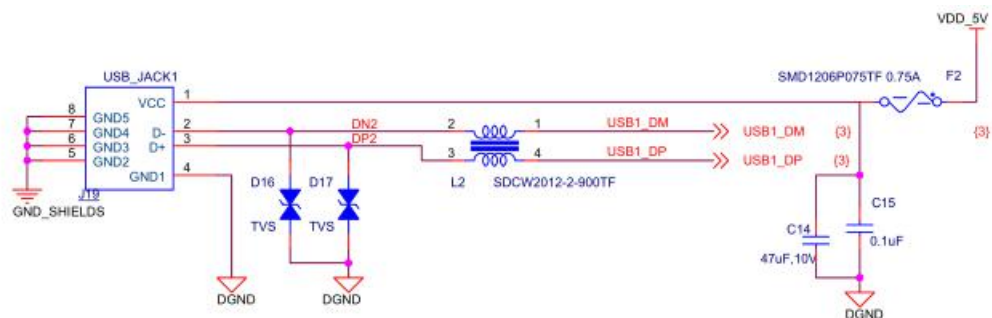 VDD_5V
USB_JACK1
SMD1206P075TF 0.75A F2
VCC 1
8 GND5
7 GND4 D- 2 DN2 2 1 USB1_DM USB1_DM {3} {3}
6 GND3 D+ 3 DP2
5 GND2 3 4 USB1_DP USB1_DP {3}
GND1 4
J19 D16 D17 L2 SDCW2012-2-900TF
GND_SHIELDS
C15
TVS TVS C14 0.1uF
47uF,10V
DGND DGND DGND